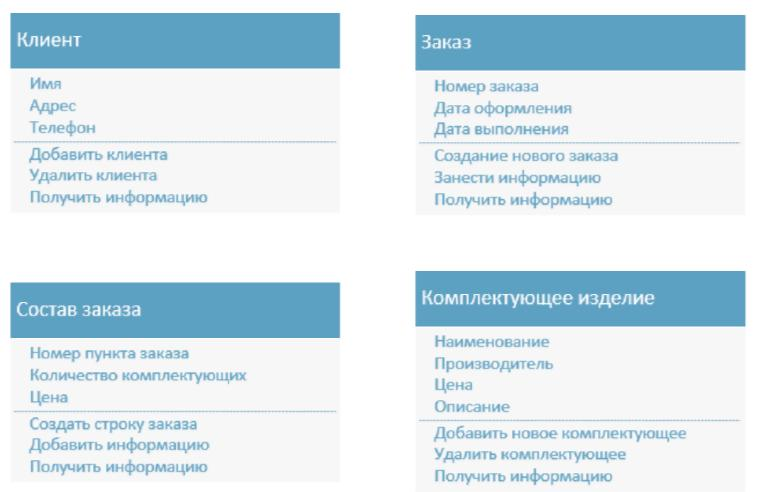 Клиент
Имя
Адрес
Телефон
Добавить клиента
Удалить клиента
Получить информацию
Заказ
Номер заказа
Дата оформления
Дата выполнения
Создание нового заказа
Занести информацию
Получить информацию
Состав заказа
Номер пункта заказа
Количество комплектующих
Цена
Создать строку заказа
Добавить информацию
Получить информацию
Комплектующее изделие
Наименование
Производитель
Цена
Описание
Добавить новое комплектующее
Удалить комплектующее
Получить информацию